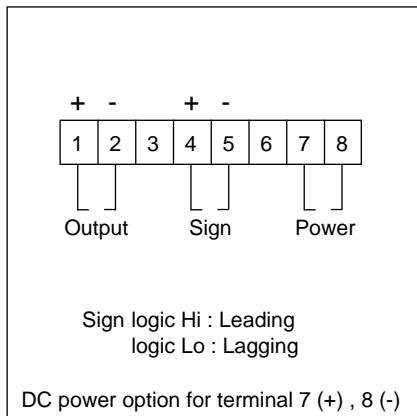 + - + -
1 2 3 4 5 6 7 8
Output Sign Power
Sign logic Hi : Leading
logic Lo : Lagging
DC power option for terminal 7 (+) , 8 (-)